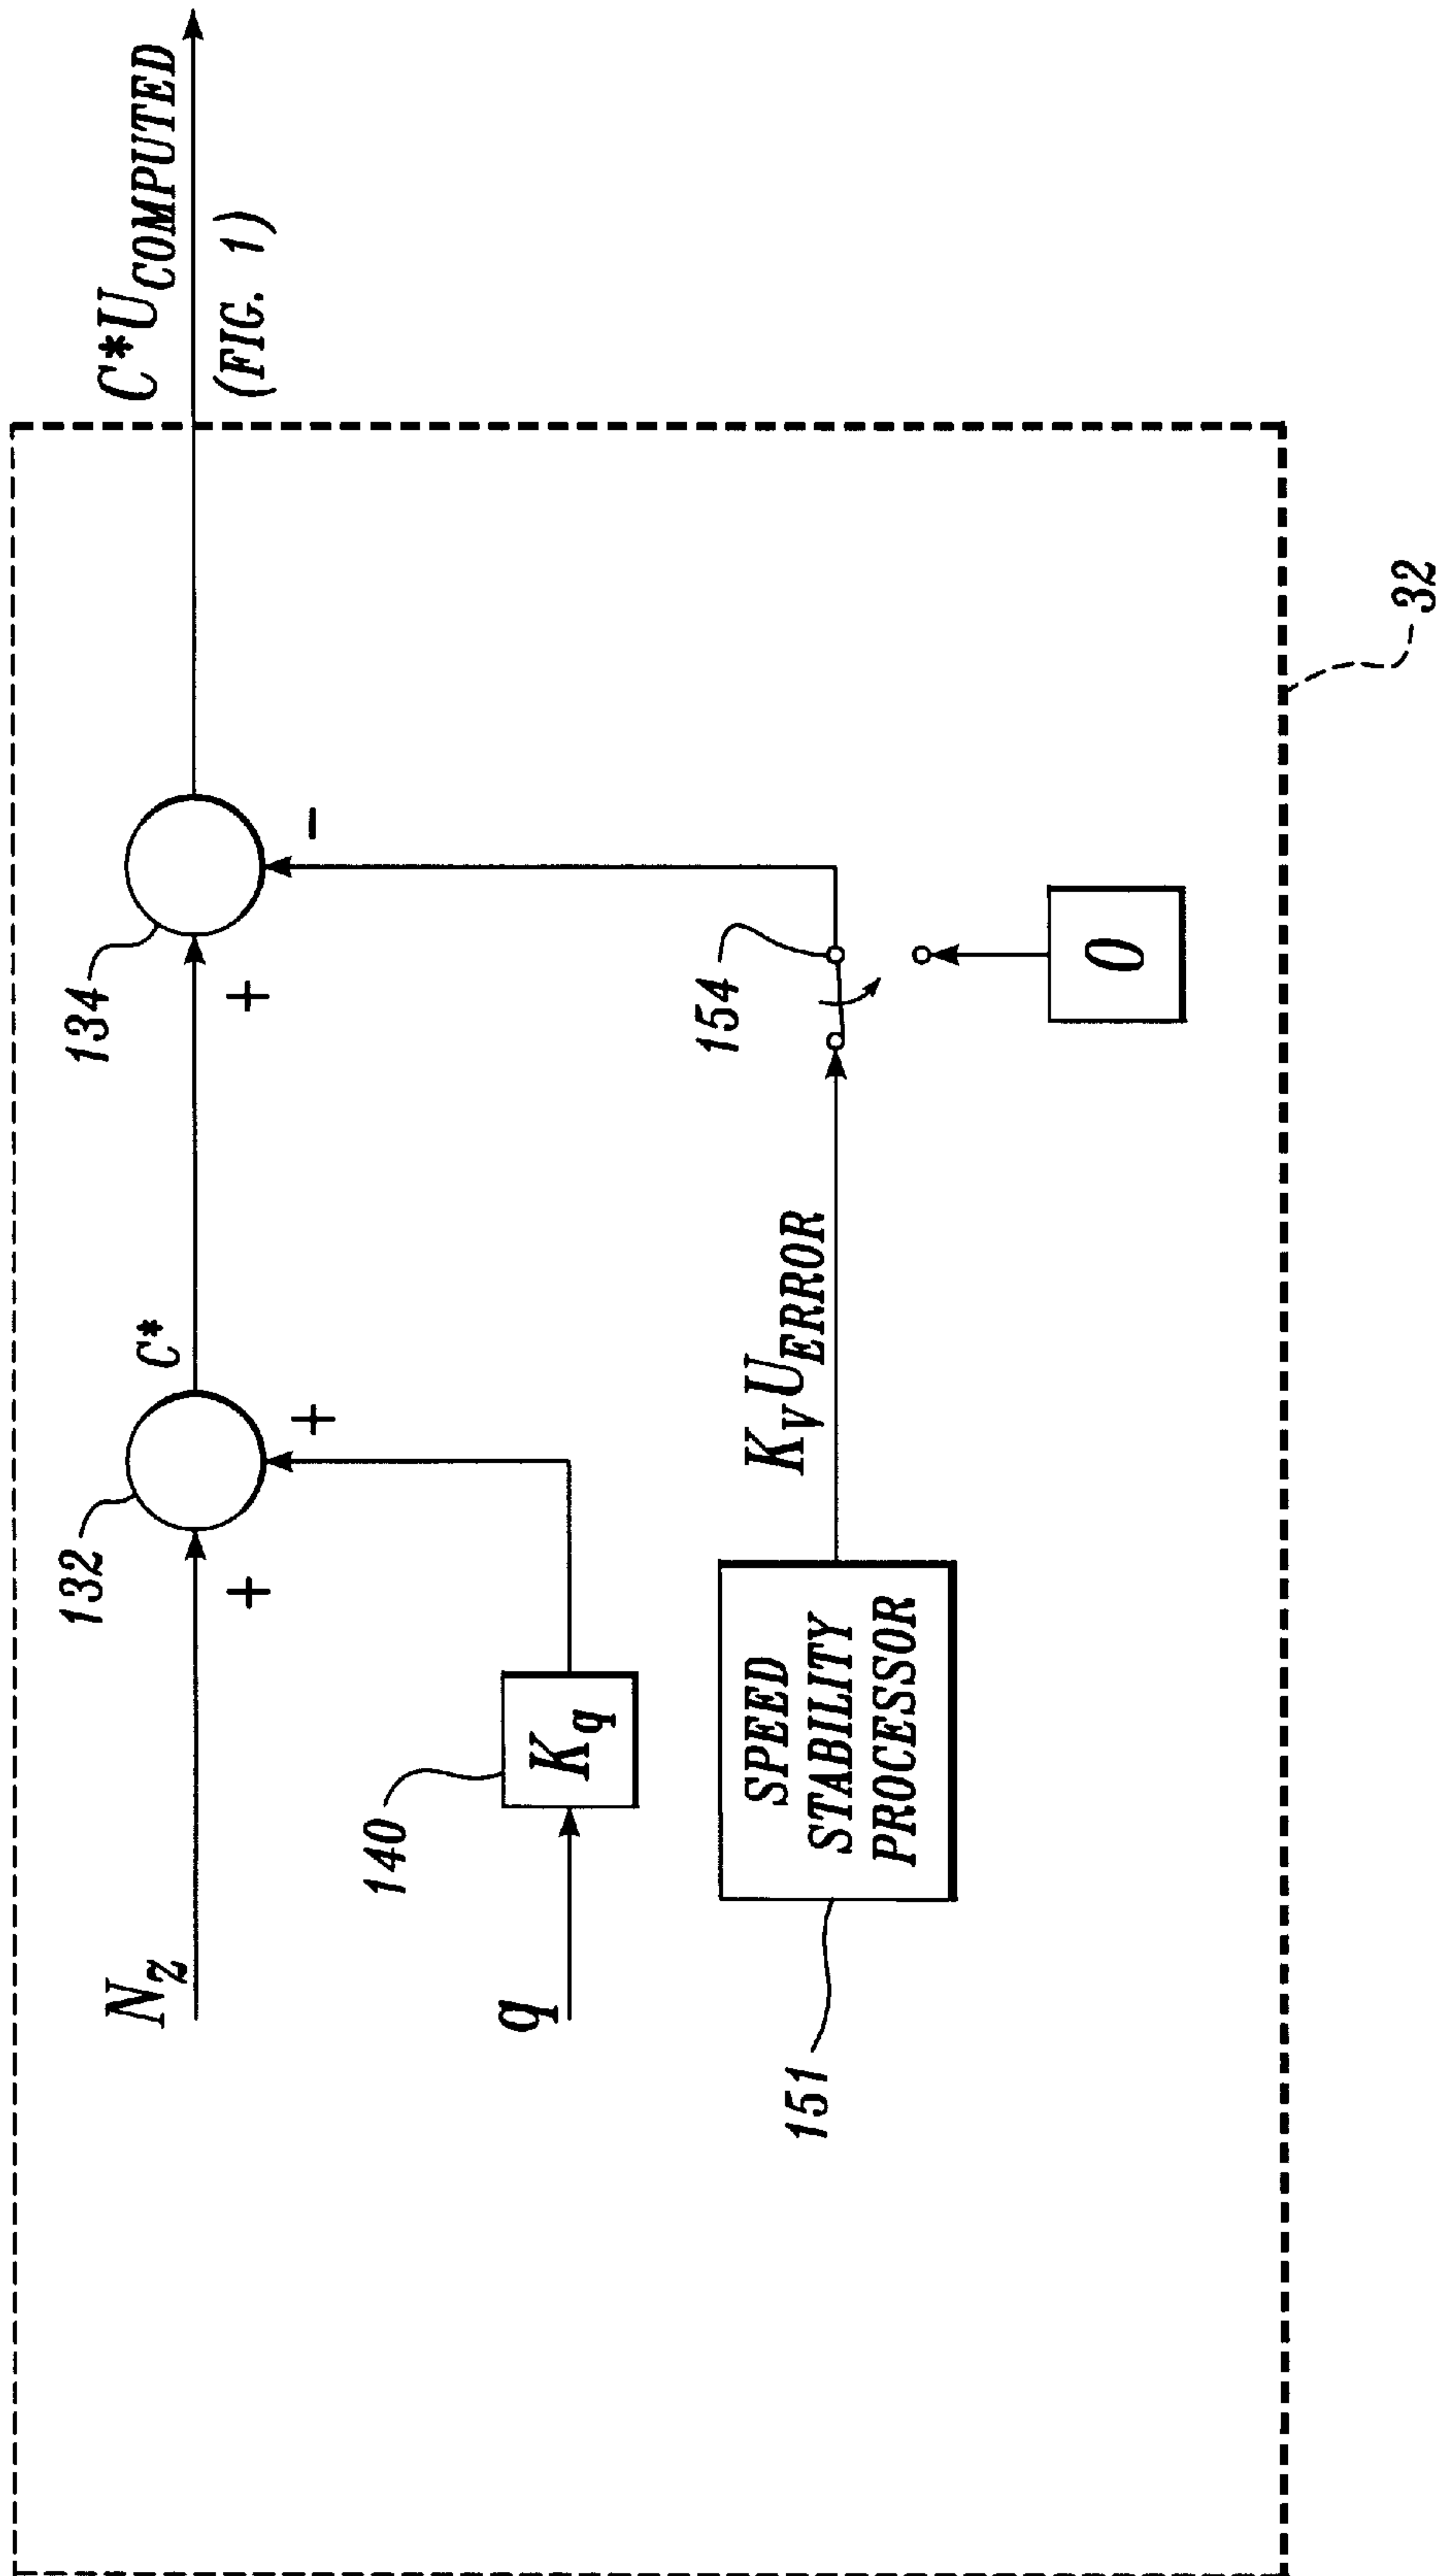 C*U_COMPUTED
(FIG. 1)
134
+
-
C*
132
+
+
N_z
140
K_q
q
154
0
K_V U_ERROR
SPEED
STABILITY
PROCESSOR
151
32